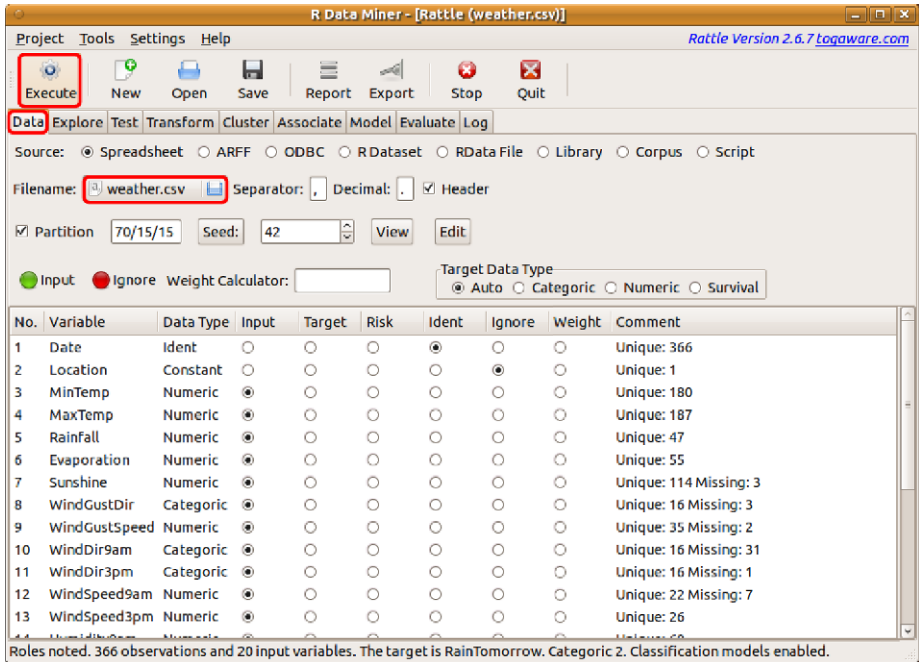 R Data Miner - [Rattle (weather.csv)]
Project Tools Settings Help Rattle Version 2.6.7 togaware.com
Execute New Open Save Report Export Stop Quit
Data Explore Test Transform Cluster Associate Model Evaluate Log
Source: Spreadsheet ARFF ODBC R Dataset RData File Library Corpus Script
Filename: weather.csv Separator: , Decimal: . Header
Partition 70/15/15 Seed: 42 View Edit
Target Data Type
Input Ignore Weight Calculator: Auto Categoric Numeric Survival
No. Variable Data Type Input Target Risk Ident Ignore Weight Comment
1 Date Ident Unique: 366
2 Location Constant Unique: 1
3 MinTemp Numeric Unique: 180
4 MaxTemp Numeric Unique: 187
5 Rainfall Numeric Unique: 47
6 Evaporation Numeric Unique: 55
7 Sunshine Numeric Unique: 114 Missing: 3
8 WindGustDir Categoric Unique: 16 Missing: 3
9 WindGustSpeed Numeric Unique: 35 Missing: 2
10 WindDir9am Categoric Unique: 16 Missing: 31
11 WindDir3pm Categoric Unique: 16 Missing: 1
12 WindSpeed9am Numeric Unique: 22 Missing: 7
13 WindSpeed3pm Numeric Unique: 26
Roles noted. 366 observations and 20 input variables. The target is RainTomorrow. Categoric 2. Classification models enabled.